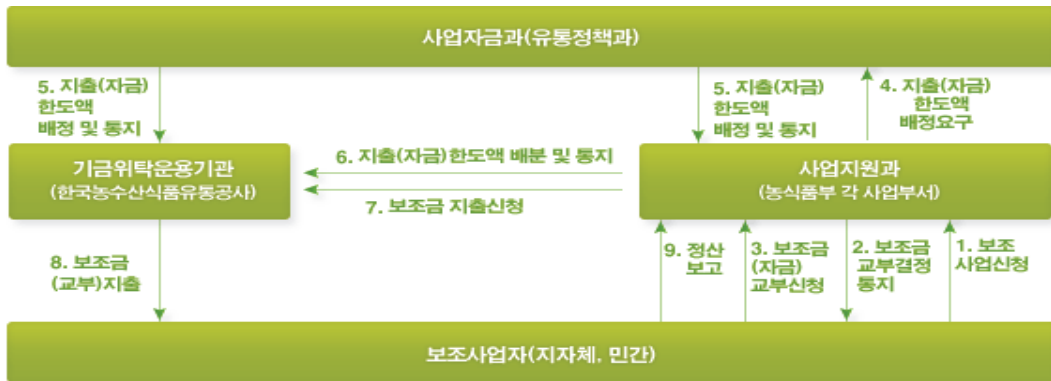 사업자금과(유통정책과)
5. 지출(자금)
한도액
배정 및 통지
5. 지출(자금)
한도액
배정 및 통지
4. 지출(자금)
한도액
배정요구
기금위탁운용기관
(한국농수산식품유통공사)
6. 지출(자금)한도액 배분 및 통지
7. 보조금 지출신청
사업지원과
(농식품부 각 사업부서)
8. 보조금
(교부)지출
9. 정산
보고
3. 보조금
(자금)
교부신청
2. 보조금
교부결정
통지
1. 보조
사업신청
보조사업자(지자체, 민간)